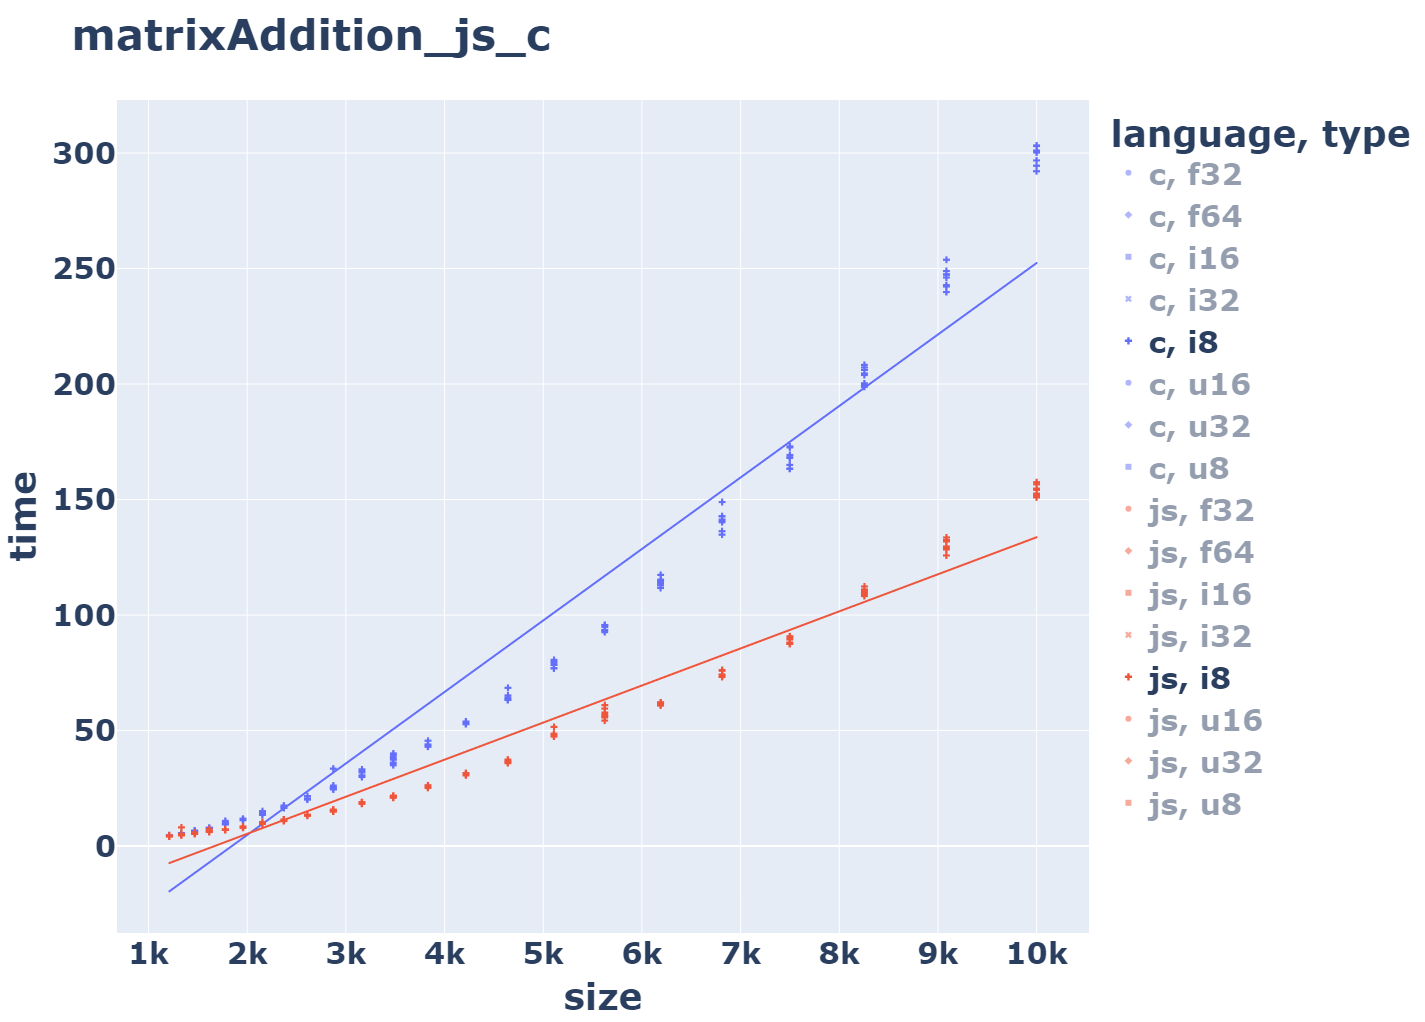 matrixAddition_js_c
language, type
c, f32
c, f64
c, i16
c, i32
c, i8
c, u16
c, u32
c, u8
js, f32
js, f64
js, i16
js, i32
js, i8
js, u16
js, u32
js, u8
time
300
250
200
150
100
50
0
1k 2k 3k 4k 5k 6k 7k 8k 9k 10k
size